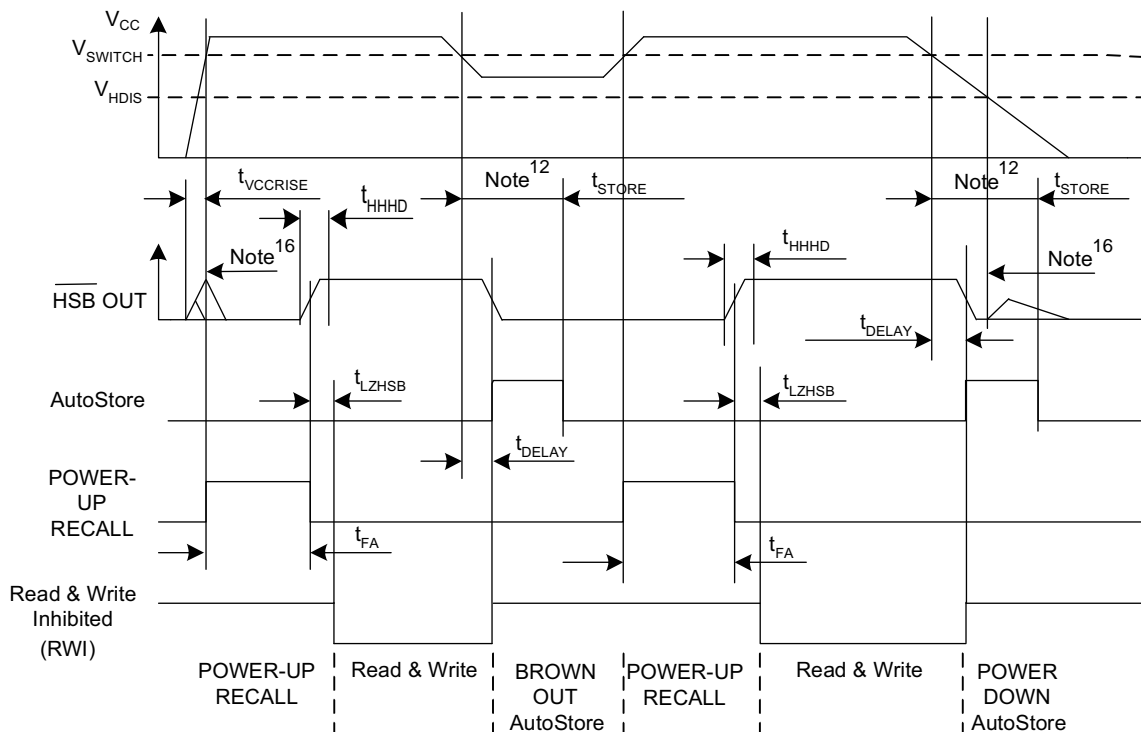 VCC
VSWITCH
VHDIS
tVCCRISE
tHHHD
Note12
tSTORE
Note12
tSTORE
Note16
tHHHD
Note16
HSB OUT
tDELAY
tLZHSB
tLZHSB
AutoStore
tDELAY
POWER-
UP
RECALL
tFA
tFA
Read & Write
Inhibited
(RWI)
POWER-UP
RECALL
Read & Write
BROWN
OUT
AutoStore
POWER-UP
RECALL
Read & Write
POWER
DOWN
AutoStore